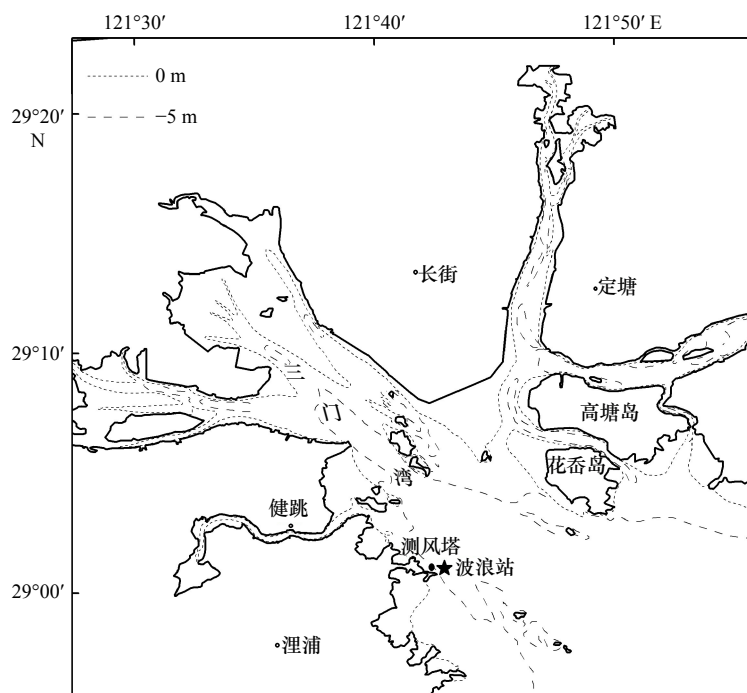 121°30′ 121°40′ 121°50′ E
0 m
29°20′
−5 m
N
长街
定塘
29°10′
三
门
湾
高塘岛
花岙岛
健跳
测风塔
波浪站
29°00′
浬浦